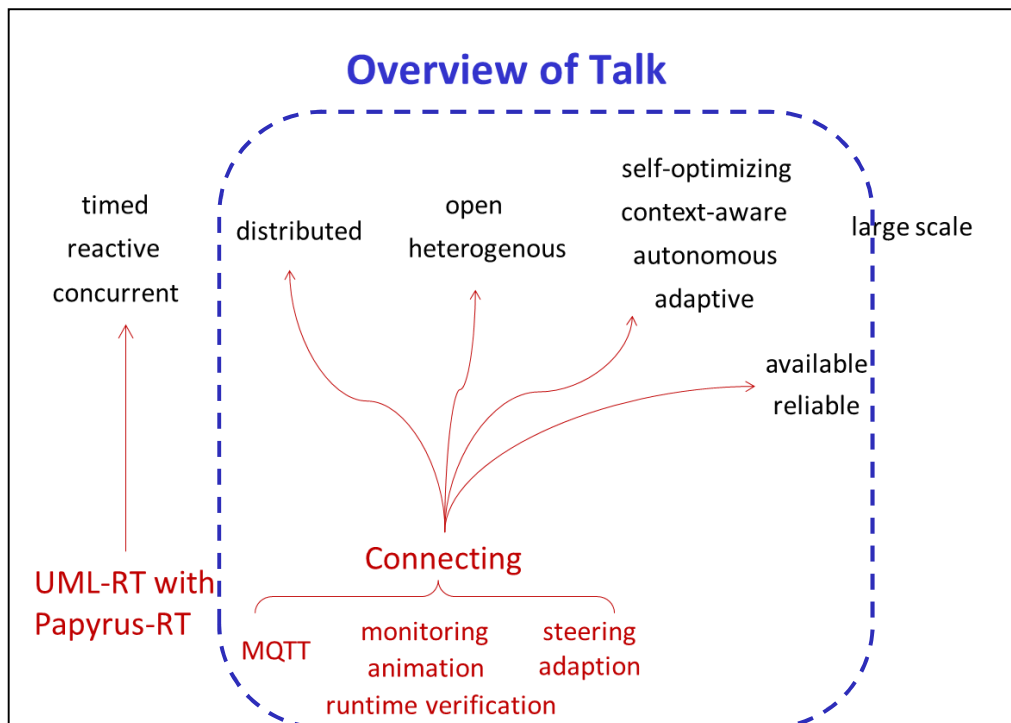 Overview of Talk
timed
reactive
concurrent
distributed
open
heterogenous
self-optimizing
context-aware
autonomous
adaptive
large scale
available
reliable
UML-RT with
Papyrus-RT
Connecting
MQTT
monitoring
animation
runtime verification
steering
adaption